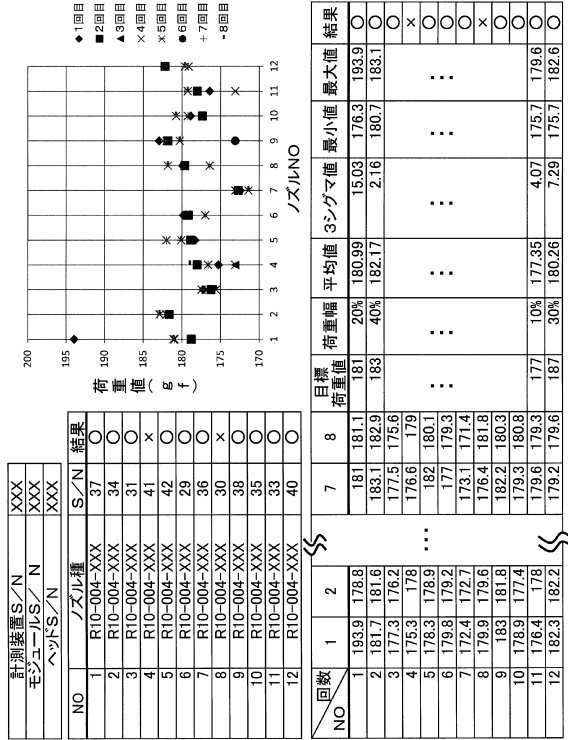 計測装置S/N XXX
モジュールS/N XXX
ヘッドS/N XXX
NO ノズル種 S/N 結果
1 R10-004-XXX 37 〇
2 R10-004-XXX 34 〇
3 R10-004-XXX 31 〇
4 R10-004-XXX 41 ×
5 R10-004-XXX 42 〇
6 R10-004-XXX 29 〇
7 R10-004-XXX 36 〇
8 R10-004-XXX 30 ×
9 R10-004-XXX 38 〇
10 R10-004-XXX 35 〇
11 R10-004-XXX 33 〇
12 R10-004-XXX 40 〇
荷重値(gf)
200
195
190
185
180
175
170
1 2 3 4 5 6 7 8 9 10 11 12
ノズルNO
◆1回目
■2回目
▲3回目
×4回目
*5回目
●6回目
+7回目
-8回目
NO 回数 1 2 7 8 目標荷重値 荷重幅 平均値 3シグマ値 最小値 最大値 結果
1 193.9 178.8 181 181.1 181 20% 180.99 15.03 176.3 193.9 〇
2 181.7 181.6 183.1 182.9 183 40% 182.17 2.16 180.7 183.1 〇
3 177.3 176.2 … 177.5 175.6 … … … … … 〇
4 175.3 178 176.6 179 ×
5 178.3 178.9 182 180.1 〇
6 179.8 179.2 177 179.3 〇
7 172.4 172.7 173.1 171.4 〇
8 179.9 179.6 176.4 181.8 ×
9 183 181.8 182.2 180.3 〇
10 178.9 177.4 179.3 180.8 〇
11 176.4 178 179.6 179.3 177 10% 177.35 4.07 175.7 179.6 〇
12 182.3 182.2 179.2 179.6 187 30% 180.26 7.29 175.7 182.6 〇